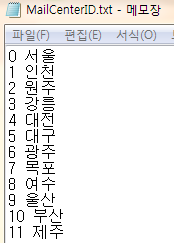 MailCenterID.txt - 메모장
파일(F) 편집(E) 서식(O)
0 서울
1 인천
2 원주
3 강릉
4 대전
5 대구
6 광주
7 목포
8 여수
9 울산
10 부산
11 제주